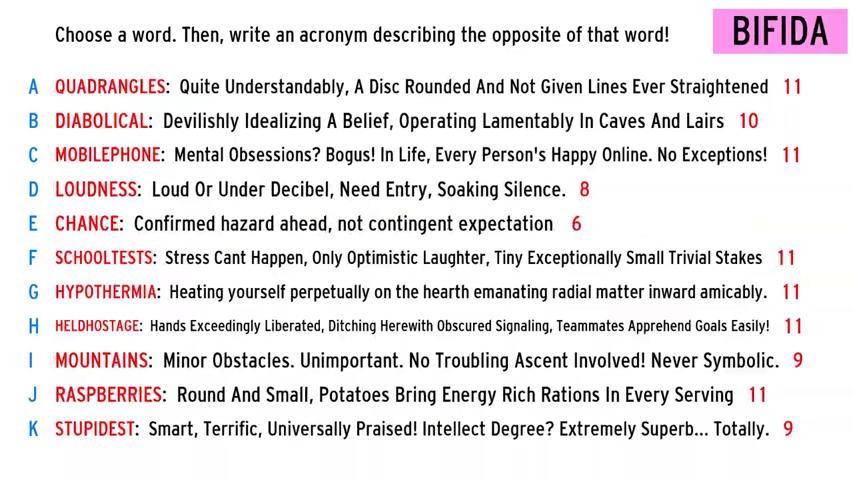 Choose a word. Then, write an acronym describing the opposite of that word!
BIFIDA
A QUADRANGLES: Quite Understandably, A Disc Rounded And Not Given Lines Ever Straightened 11
B DIABOLICAL: Devilishly Idealizing A Belief, Operating Lamentably In Caves And Lairs 10
C MOBILEPHONE: Mental Obsessions? Bogus! In Life, Every Person's Happy Online. No Exceptions! 11
D LOUDNESS: Loud Or Under Decibel, Need Entry, Soaking Silence. 8
E CHANCE: Confirmed hazard ahead, not contingent expectation 6
F SCHOOLTESTS: Stress Cant Happen, Only Optimistic Laughter, Tiny Exceptionally Small Trivial Stakes 11
G HYPOTHERMIA: Heating yourself perpetually on the hearth emanating radial matter inward amicably. 11
H HELDHOSTAGE: Hands Exceedingly Liberated, Ditching Herewith Obscured Signaling, Teammates Apprehend Goals Easily! 11
I MOUNTAINS: Minor Obstacles. Unimportant. No Troubling Ascent Involved! Never Symbolic. 9
J RASPBERRIES: Round And Small, Potatoes Bring Energy Rich Rations In Every Serving 11
K STUPIDEST: Smart, Terrific, Universally Praised! Intellect Degree? Extremely Superb... Totally. 9